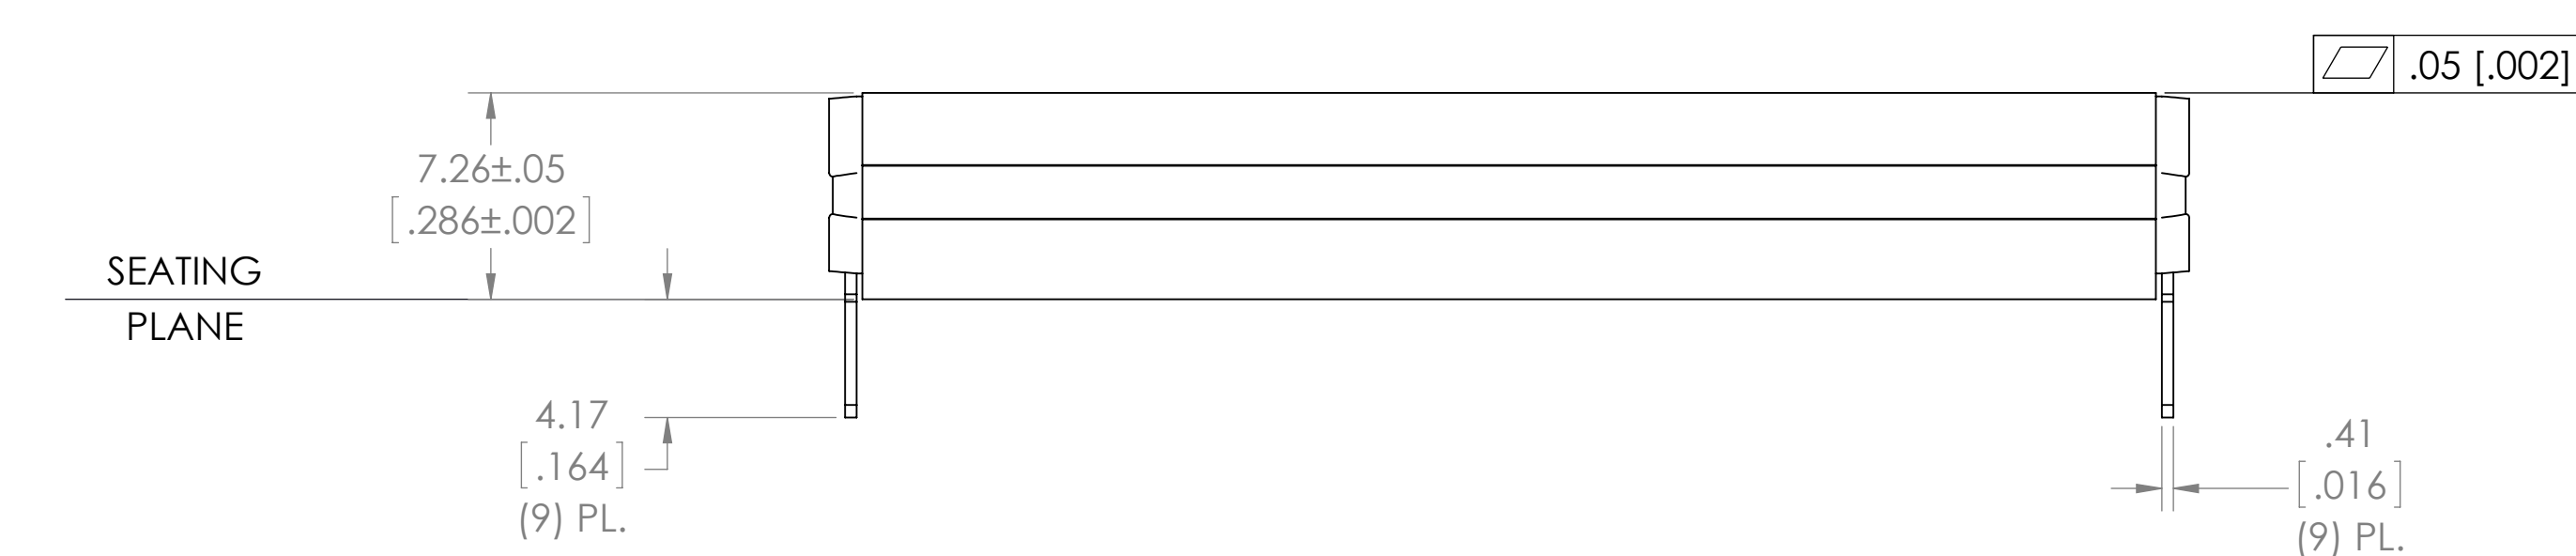 .05 [.002]
7.26±.05
[.286±.002]
SEATING
PLANE
4.17
[.164]
(9) PL.
.41
[.016]
(9) PL.